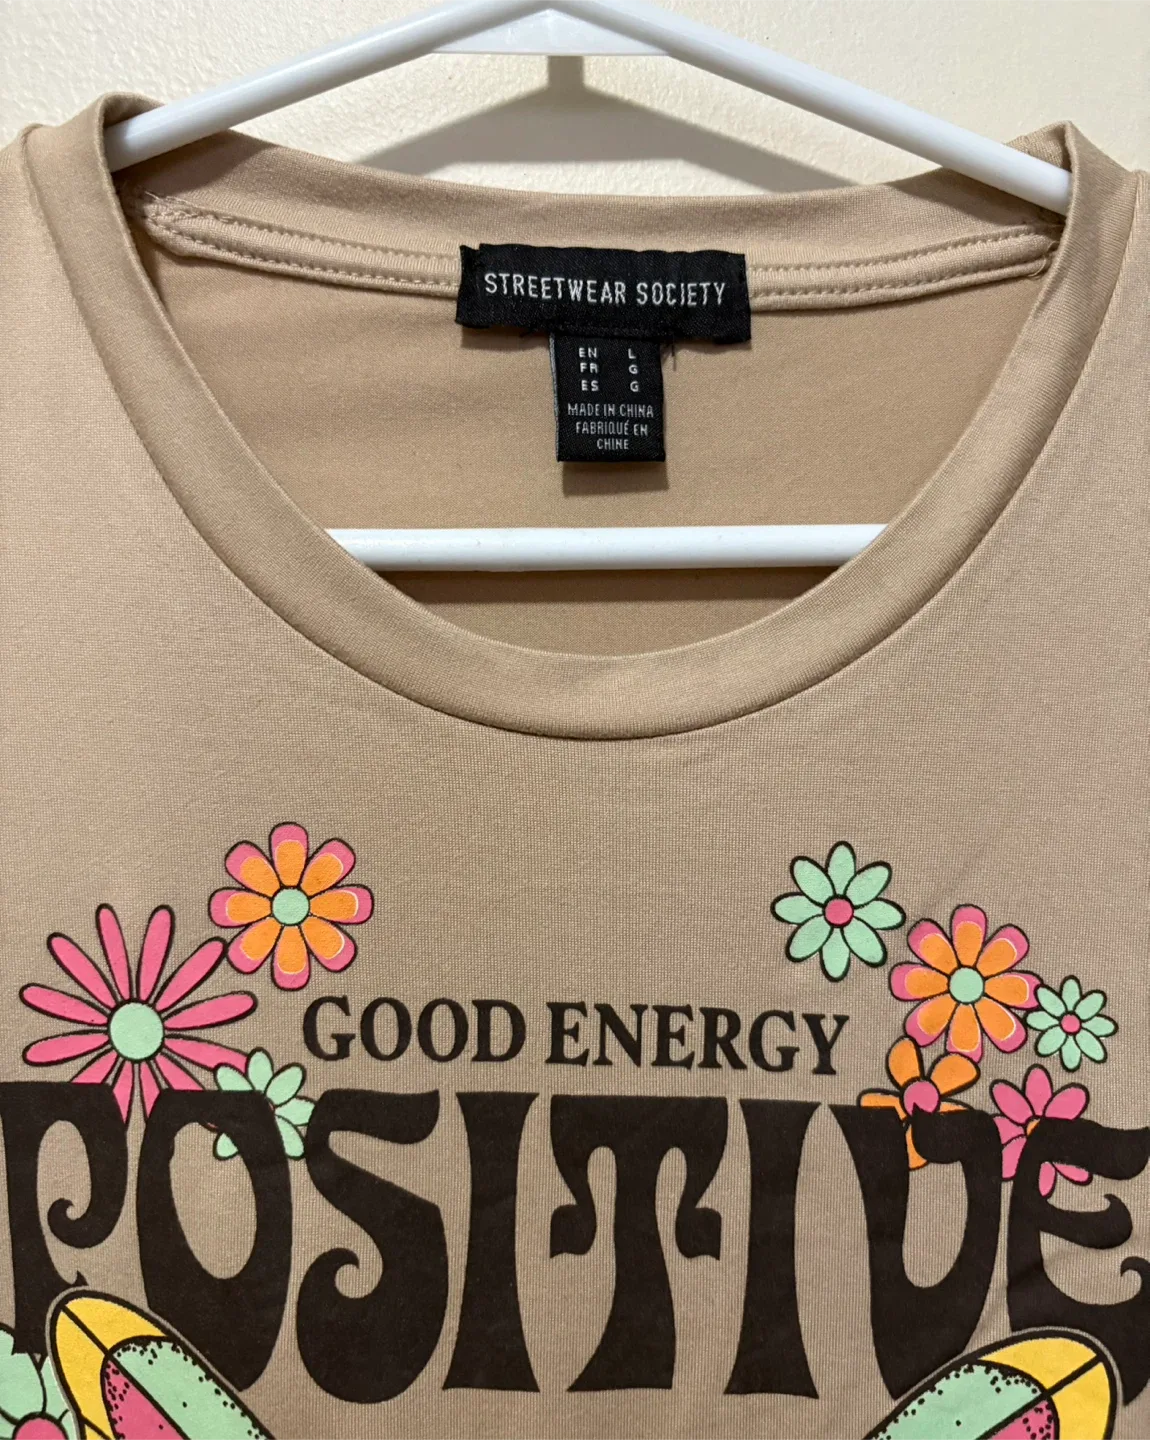 STREETWEAR SOCIETY
EN L
FR G
ES G
MADE IN CHINA
FABRIQUÉ EN
CHINE
GOOD ENERGY
POSITIVE